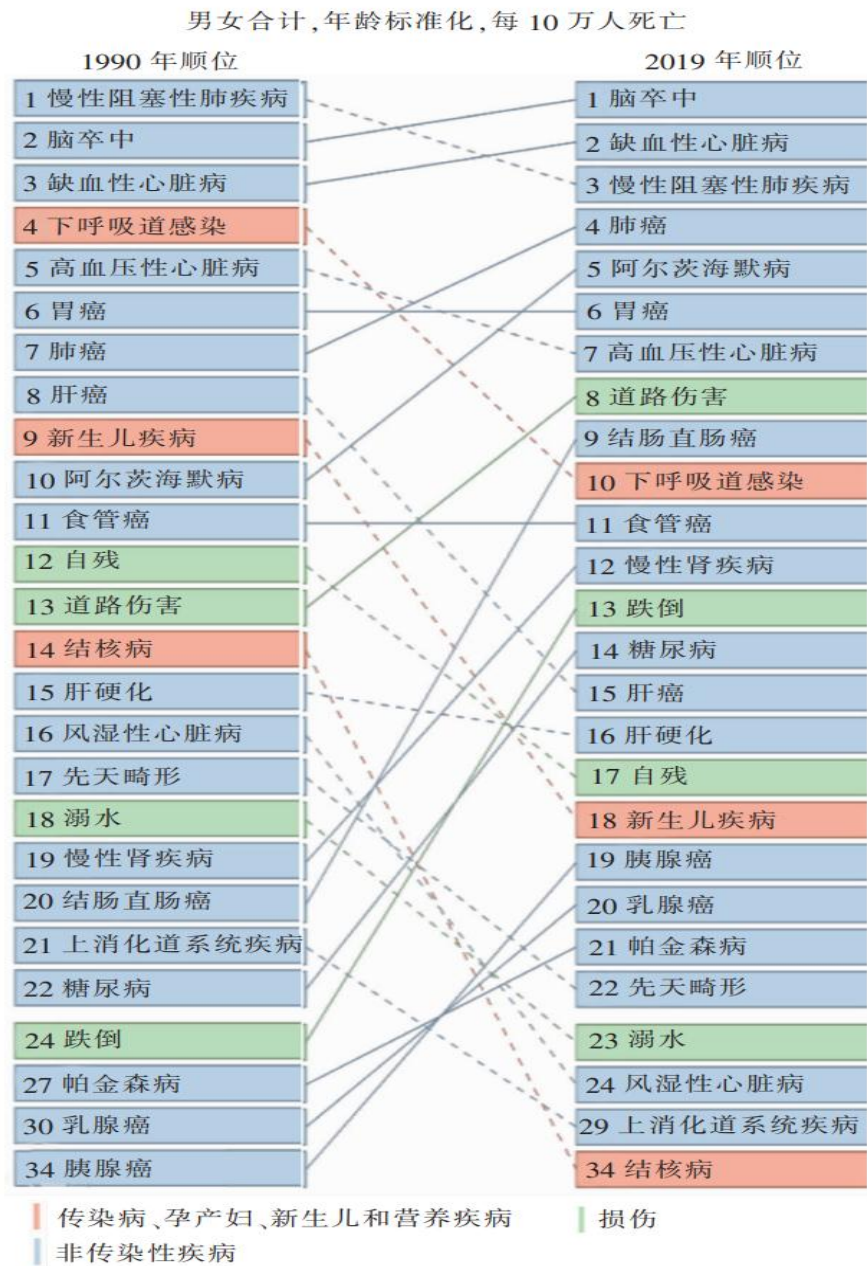 男女合计,年龄标准化,每 10 万人死亡
1990 年顺位
1 慢性阻塞性肺疾病
2 脑卒中
3 缺血性心脏病
4 下呼吸道感染
5 高血压性心脏病
6 胃癌
7 肺癌
8 肝癌
9 新生儿疾病
10 阿尔茨海默病
11 食管癌
12 自残
13 道路伤害
14 结核病
15 肝硬化
16 风湿性心脏病
17 先天畸形
18 溺水
19 慢性肾疾病
20 结肠直肠癌
21 上消化道系统疾病
22 糖尿病
24 跌倒
27 帕金森病
30 乳腺癌
34 胰腺癌
2019 年顺位
1 脑卒中
2 缺血性心脏病
3 慢性阻塞性肺疾病
4 肺癌
5 阿尔茨海默病
6 胃癌
7 高血压性心脏病
8 道路伤害
9 结肠直肠癌
10 下呼吸道感染
11 食管癌
12 慢性肾疾病
13 跌倒
14 糖尿病
15 肝癌
16 肝硬化
17 自残
18 新生儿疾病
19 胰腺癌
20 乳腺癌
21 帕金森病
22 先天畸形
23 溺水
24 风湿性心脏病
29 上消化道系统疾病
34 结核病
传染病、孕产妇、新生儿和营养疾病
损伤
非传染性疾病